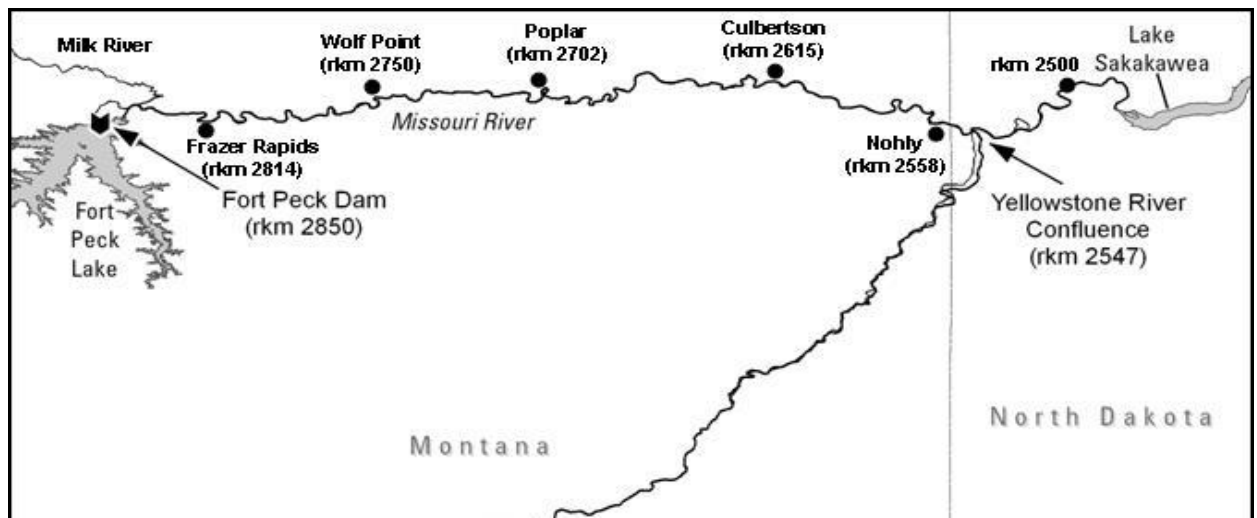 Milk River
Wolf Point
(rkm 2750)
Poplar
(rkm 2702)
Culbertson
(rkm 2615)
rkm 2500
Lake
Sakakawea
Missouri River
Frazer Rapids
(rkm 2814)
Nohly
(rkm 2558)
Fort Peck Dam
(rkm 2850)
Yellowstone River
Confluence
(rkm 2547)
Fort
Peck
Lake
Montana
North Dakota